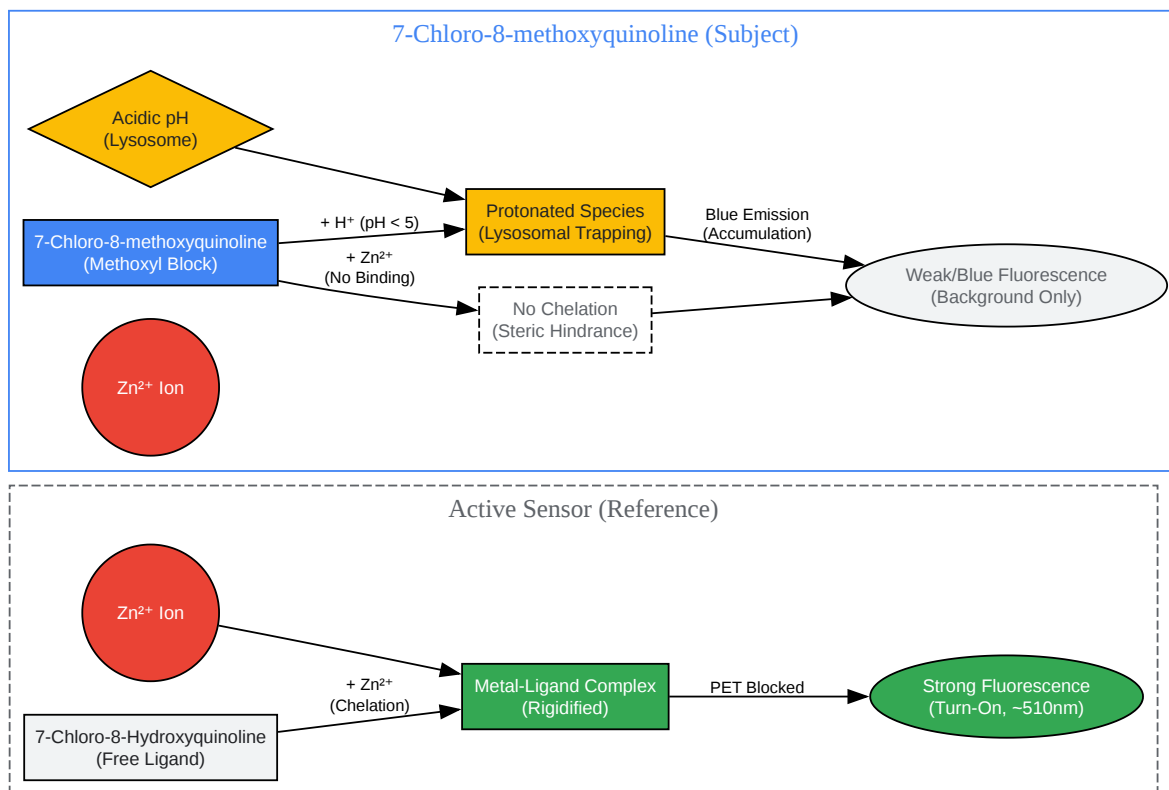 7-Chloro-8-methoxyquinoline (Subject)
Acidic pH
(Lysosome)
7-Chloro-8-methoxyquinoline
(Methoxyl Block)
+ H⁺ (pH < 5)
+ Zn²⁺
(No Binding)
Protonated Species
(Lysosomal Trapping)
No Chelation
(Steric Hindrance)
Blue Emission
(Accumulation)
Weak/Blue Fluorescence
(Background Only)
Zn²⁺ Ion
Active Sensor (Reference)
Zn²⁺ Ion
7-Chloro-8-Hydroxyquinoline
(Free Ligand)
+ Zn²⁺
(Chelation)
Metal-Ligand Complex
(Rigidified)
PET Blocked
Strong Fluorescence
(Turn-On, ~510nm)